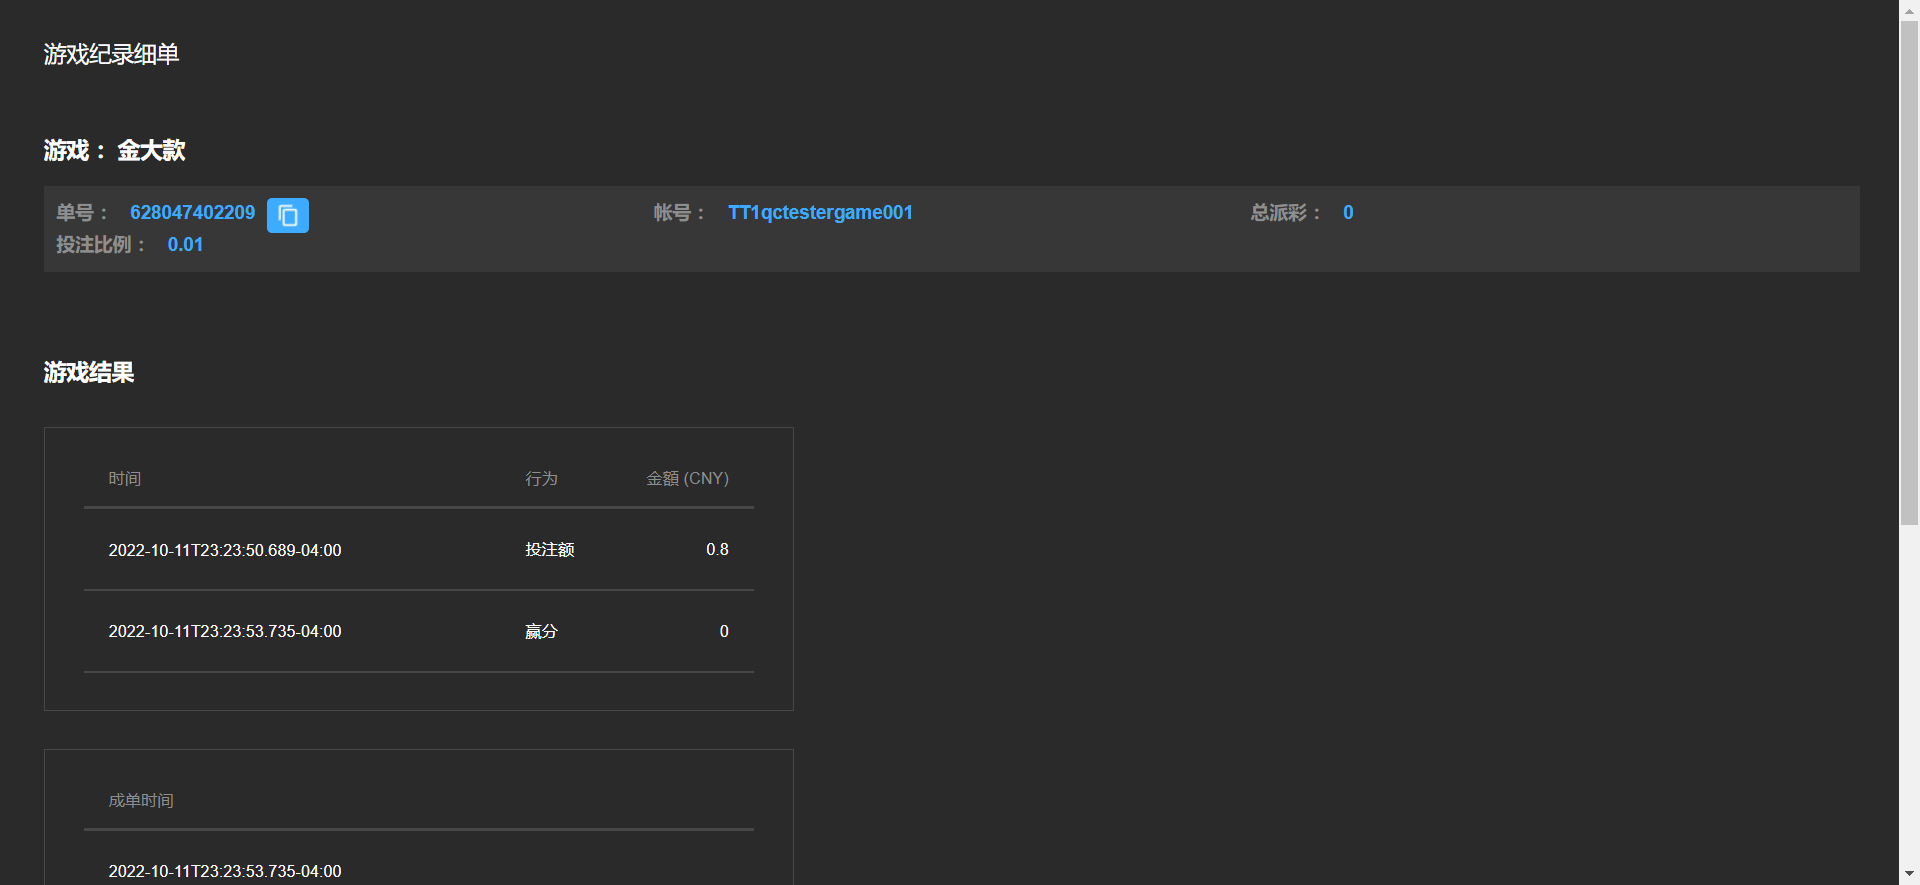 游戏纪录细单
游戏： 金大款
单号： 628047402209 帐号： TT1qctestergame001 总派彩： 0
投注比例： 0.01
游戏结果
时间 行为 金額 (CNY)
2022-10-11T23:23:50.689-04:00 投注额 0.8
2022-10-11T23:23:53.735-04:00 赢分 0
成单时间
2022-10-11T23:23:53.735-04:00